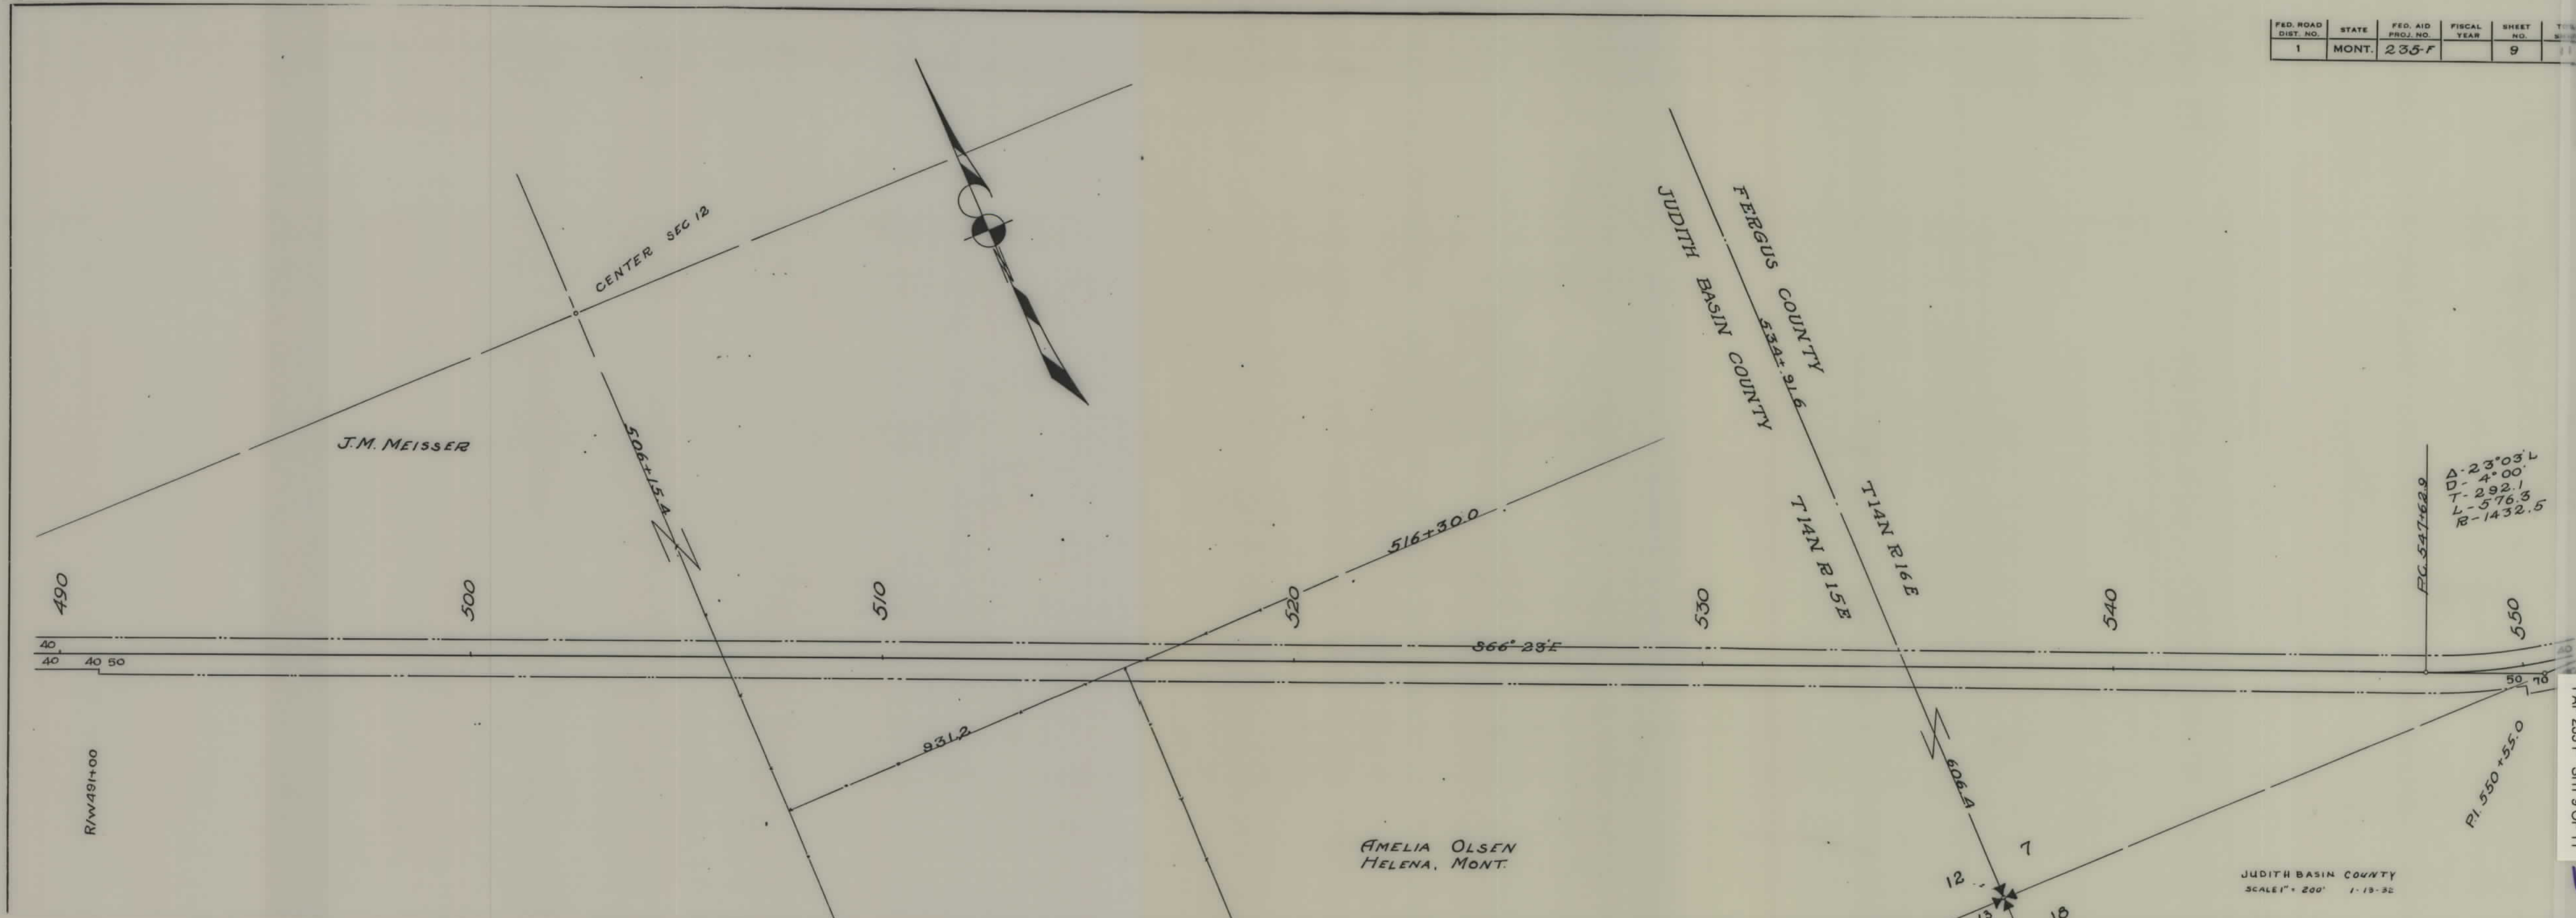 FED. ROAD DIST. NO. STATE FED. AID PROJ. NO. FISCAL YEAR SHEET NO.
1 MONT. 235-F 9
CENTER SEC 12
J.M. MEISSER
506+15.4
FERGUS COUNTY
JUDITH BASIN COUNTY
534+91.6
T14N R16E
T14N R15E
516+30.0
P.C. 547+62.9
Δ-23°03'L
D-4°00'
T-292.1
L-576.3
R-1432.5
490
500
510
520
530
540
550
40
40
40 50
S66°23'E
50 70
R/W491+00
931.2
606.4
P.I. 550+55.0
AMELIA OLSEN
HELENA, MONT.
7
12
13
18
JUDITH BASIN COUNTY
SCALE 1" = 200' 1-19-32